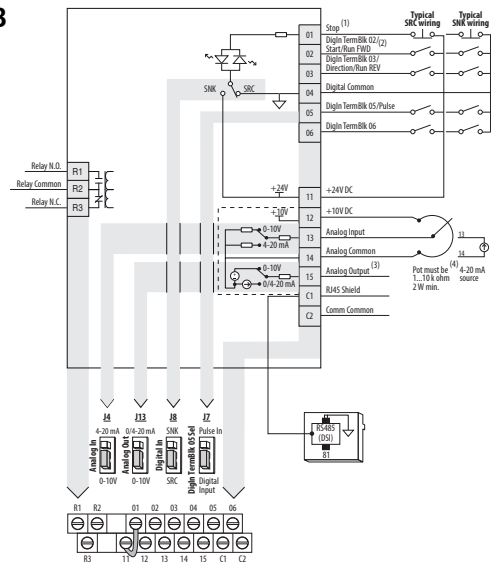 3
Typical
SRC wiring
Typical
SNK wiring
01
Stop (1)
02
DigIn TermBlk 02/
Start/Run FWD (2)
03
DigIn TermBlk 03/
Direction/Run REV
04
Digital Common
05
DigIn TermBlk 05/Pulse
06
DigIn TermBlk 06
SNK
SRC
Relay N.O.
R1
Relay Common
R2
Relay N.C.
R3
+24V
11
+24V DC
+10V
12
+10V DC
0-10V
4-20 mA
13
Analog Input
14
Analog Common
0-10V
0/4-20 mA
15
Analog Output (3)
C1
RJ45 Shield
C2
Comm Common
13
14
Pot must be (4)
1...10 k ohm
2 W min.
4-20 mA
source
J4
J13
J8
J7
4-20 mA
0/4-20 mA
SNK
Pulse In
Analog In
Analog Out
Digital In
DigIn TermBlk 05 Sel
0-10V
0-10V
SRC
Digital
Input
RS485
(DSI)
81
R1 R2 01 02 03 04 05 06
R3 11 12 13 14 15 C1 C2